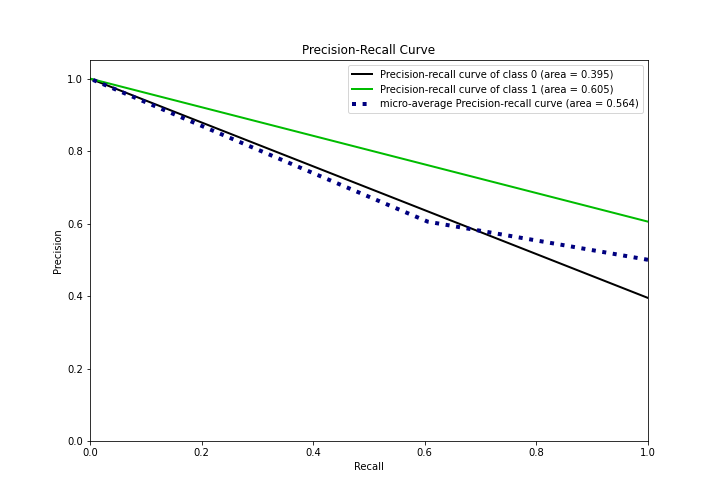 Precision-Recall Curve
Precision-recall curve of class 0 (area = 0.395)
Precision-recall curve of class 1 (area = 0.605)
micro-average Precision-recall curve (area = 0.564)
1.0
0.8
0.6
0.4
0.2
0.0
Precision
0.0 0.2 0.4 0.6 0.8 1.0
Recall